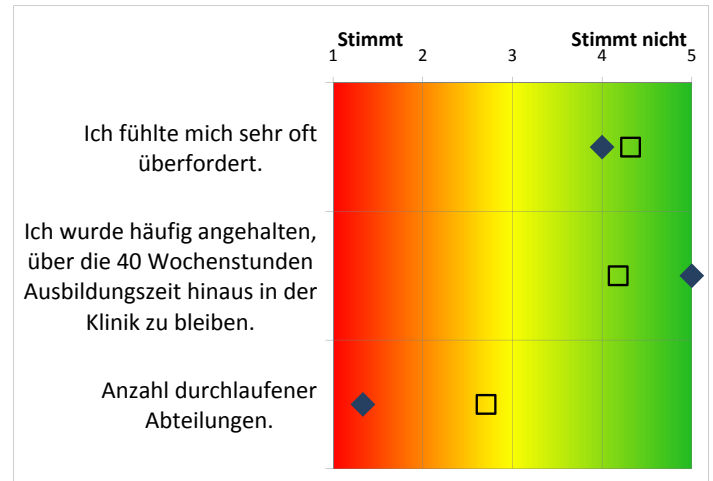 Stimmt Stimmt nicht
1 2 3 4 5
Ich fühlte mich sehr oft
überfordert.
Ich wurde häufig angehalten,
über die 40 Wochenstunden
Ausbildungszeit hinaus in der
Klinik zu bleiben.
Anzahl durchlaufener
Abteilungen.